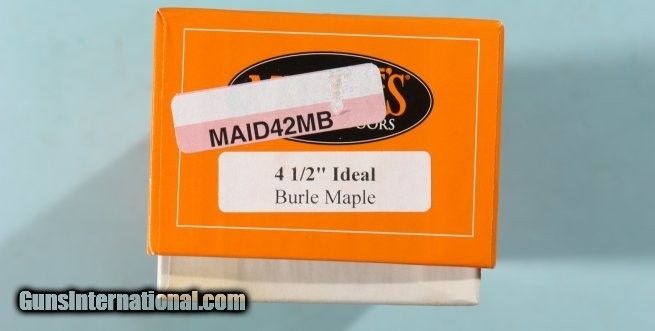 MAID42MB
4 1/2" Ideal
Burle Maple
GunsInternational.com